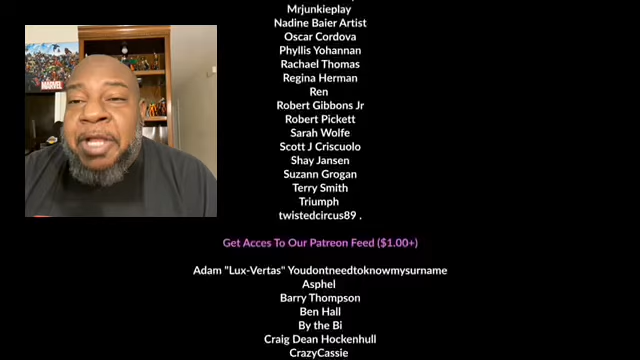 MARVEL
Mrjunkieplay
Nadine Baier Artist
Oscar Cordova
Phyllis Yohannan
Rachael Thomas
Regina Herman
Ren
Robert Gibbons Jr
Robert Pickett
Sarah Wolfe
Scott J Criscuolo
Shay Jansen
Suzann Grogan
Terry Smith
Triumph
twistedcircus89 .
Get Acces To Our Patreon Feed ($1.00+)
Adam "Lux-Vertas" Youdontneedtoknowmysurname
Asphel
Barry Thompson
Ben Hall
By the Bi
Craig Dean Hockenhull
CrazyCassie